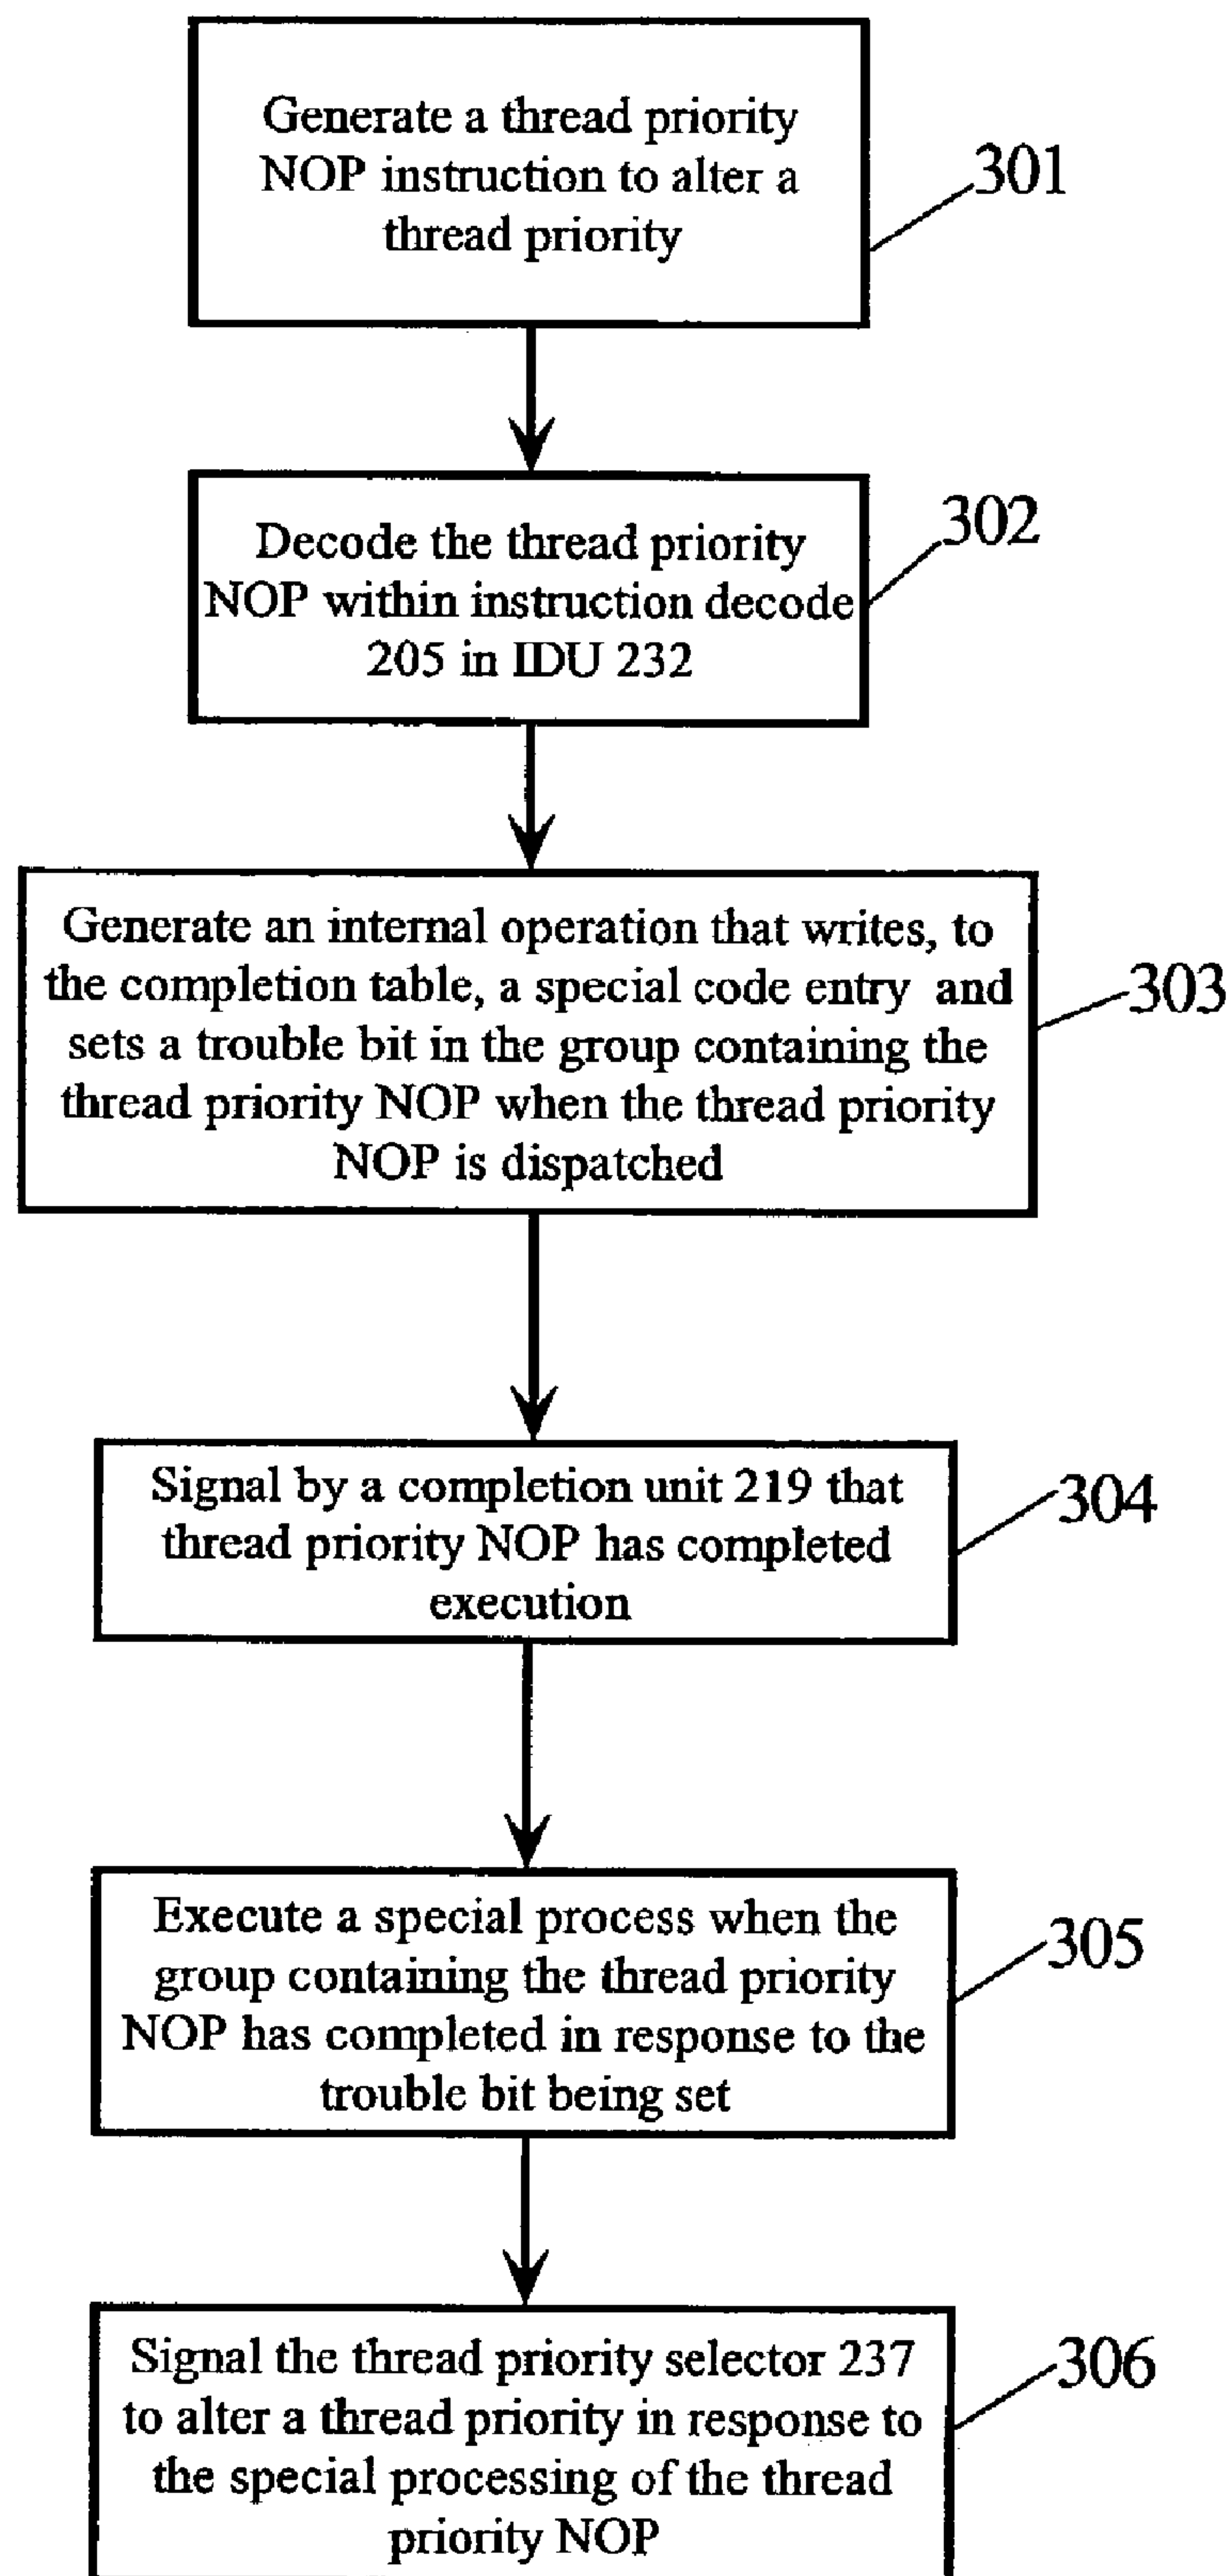 Generate a thread priority
NOP instruction to alter a
thread priority
301
Decode the thread priority
NOP within instruction decode
205 in IDU 232
302
Generate an internal operation that writes, to
the completion table, a special code entry and
sets a trouble bit in the group containing the
thread priority NOP when the thread priority
NOP is dispatched
303
Signal by a completion unit 219 that
thread priority NOP has completed
execution
304
Execute a special process when the
group containing the thread priority
NOP has completed in response to the
trouble bit being set
305
Signal the thread priority selector 237
to alter a thread priority in response to
the special processing of the thread
priority NOP
306